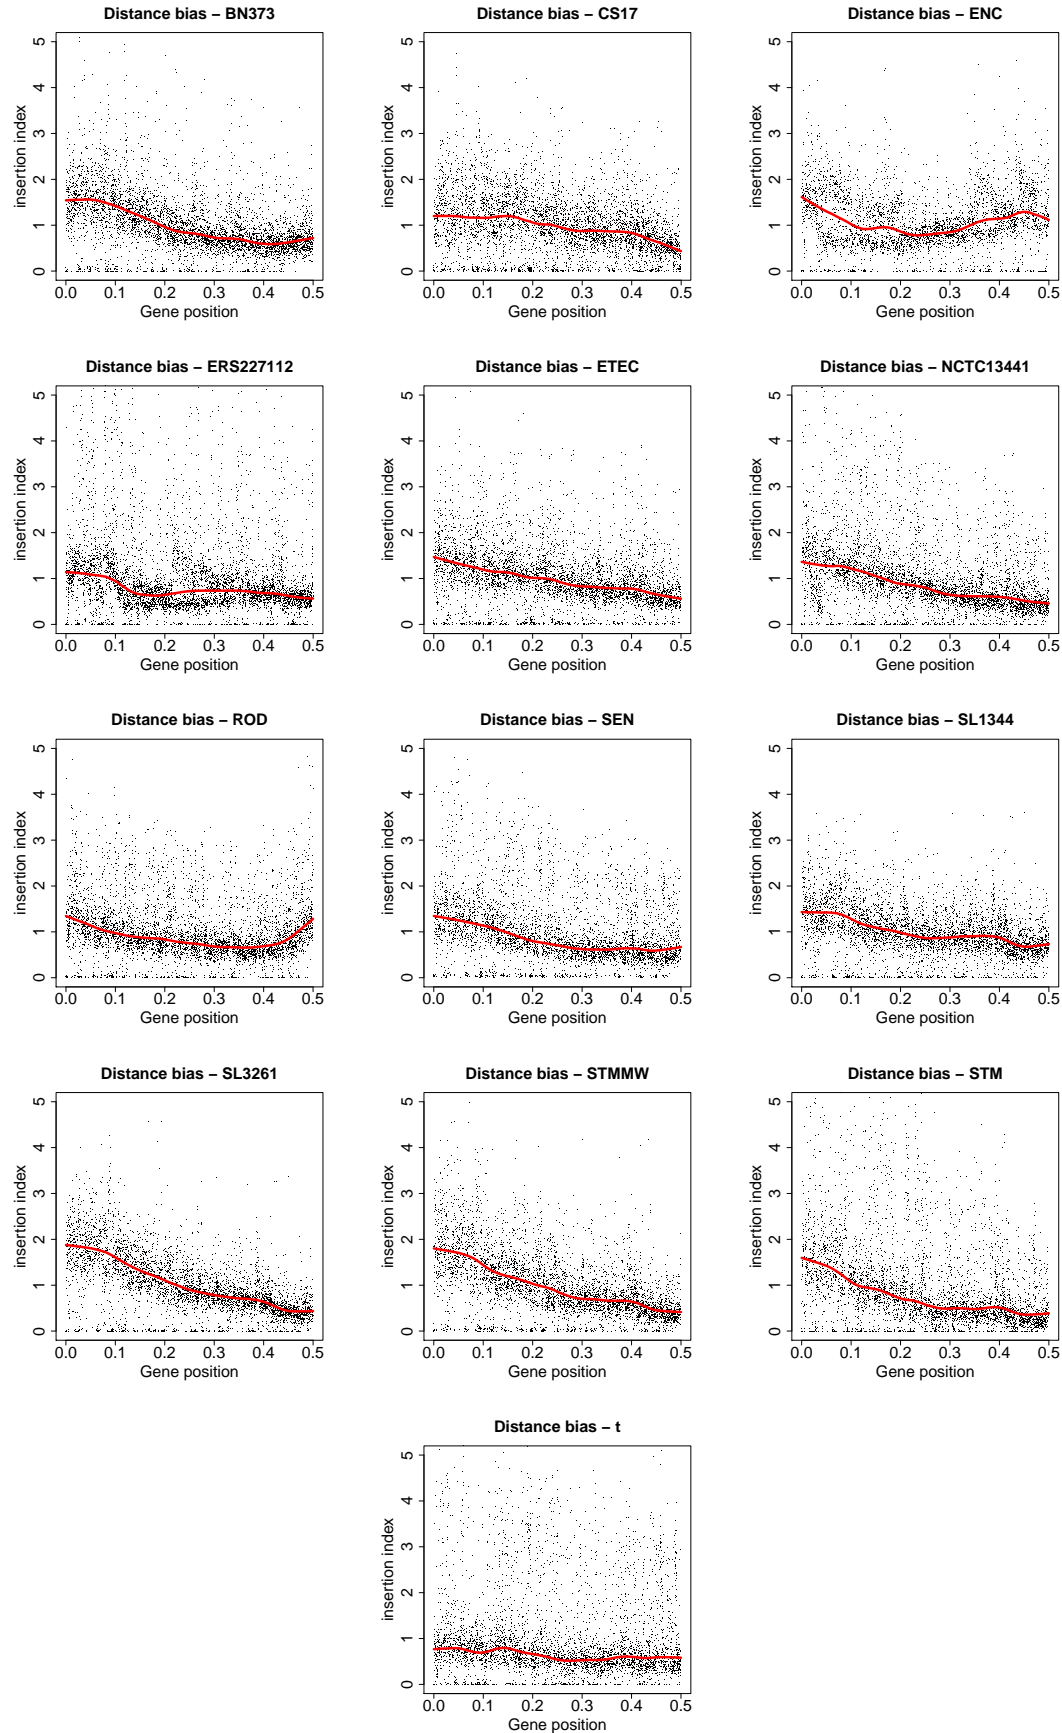 Distance bias – BN373
Distance bias – CS17
Distance bias – ENC
insertion index
0 1 2 3 4 5
0.0 0.1 0.2 0.3 0.4 0.5
Gene position
insertion index
0 1 2 3 4 5
0.0 0.1 0.2 0.3 0.4 0.5
Gene position
insertion index
0 1 2 3 4 5
0.0 0.1 0.2 0.3 0.4 0.5
Gene position
Distance bias – ERS227112
Distance bias – ETEC
Distance bias – NCTC13441
insertion index
0 1 2 3 4 5
0.0 0.1 0.2 0.3 0.4 0.5
Gene position
insertion index
0 1 2 3 4 5
0.0 0.1 0.2 0.3 0.4 0.5
Gene position
insertion index
0 1 2 3 4 5
0.0 0.1 0.2 0.3 0.4 0.5
Gene position
Distance bias – ROD
Distance bias – SEN
Distance bias – SL1344
insertion index
0 1 2 3 4 5
0.0 0.1 0.2 0.3 0.4 0.5
Gene position
insertion index
0 1 2 3 4 5
0.0 0.1 0.2 0.3 0.4 0.5
Gene position
insertion index
0 1 2 3 4 5
0.0 0.1 0.2 0.3 0.4 0.5
Gene position
Distance bias – SL3261
Distance bias – STMMW
Distance bias – STM
insertion index
0 1 2 3 4 5
0.0 0.1 0.2 0.3 0.4 0.5
Gene position
insertion index
0 1 2 3 4 5
0.0 0.1 0.2 0.3 0.4 0.5
Gene position
insertion index
0 1 2 3 4 5
0.0 0.1 0.2 0.3 0.4 0.5
Gene position
Distance bias – t
insertion index
0 1 2 3 4 5
0.0 0.1 0.2 0.3 0.4 0.5
Gene position